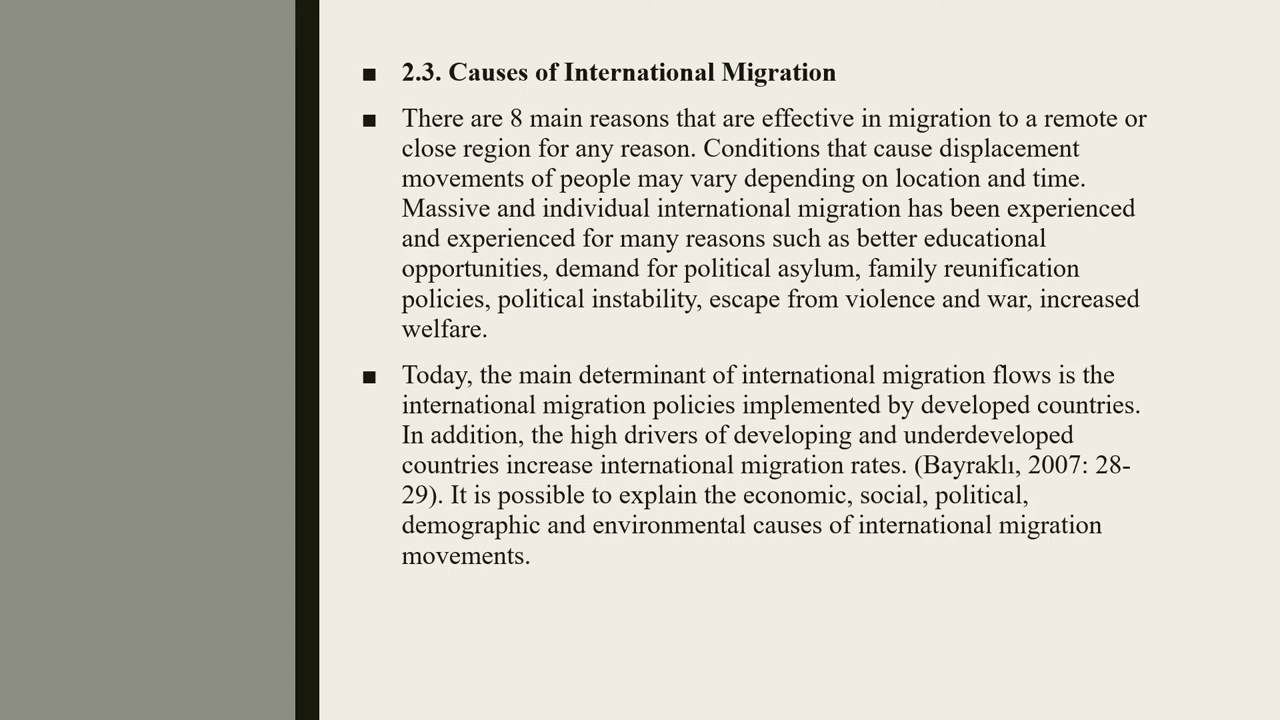 ■ 2.3. Causes of International Migration
■ There are 8 main reasons that are effective in migration to a remote or
close region for any reason. Conditions that cause displacement
movements of people may vary depending on location and time.
Massive and individual international migration has been experienced
and experienced for many reasons such as better educational
opportunities, demand for political asylum, family reunification
policies, political instability, escape from violence and war, increased
welfare.
■ Today, the main determinant of international migration flows is the
international migration policies implemented by developed countries.
In addition, the high drivers of developing and underdeveloped
countries increase international migration rates. (Bayraklı, 2007: 28-
29). It is possible to explain the economic, social, political,
demographic and environmental causes of international migration
movements.